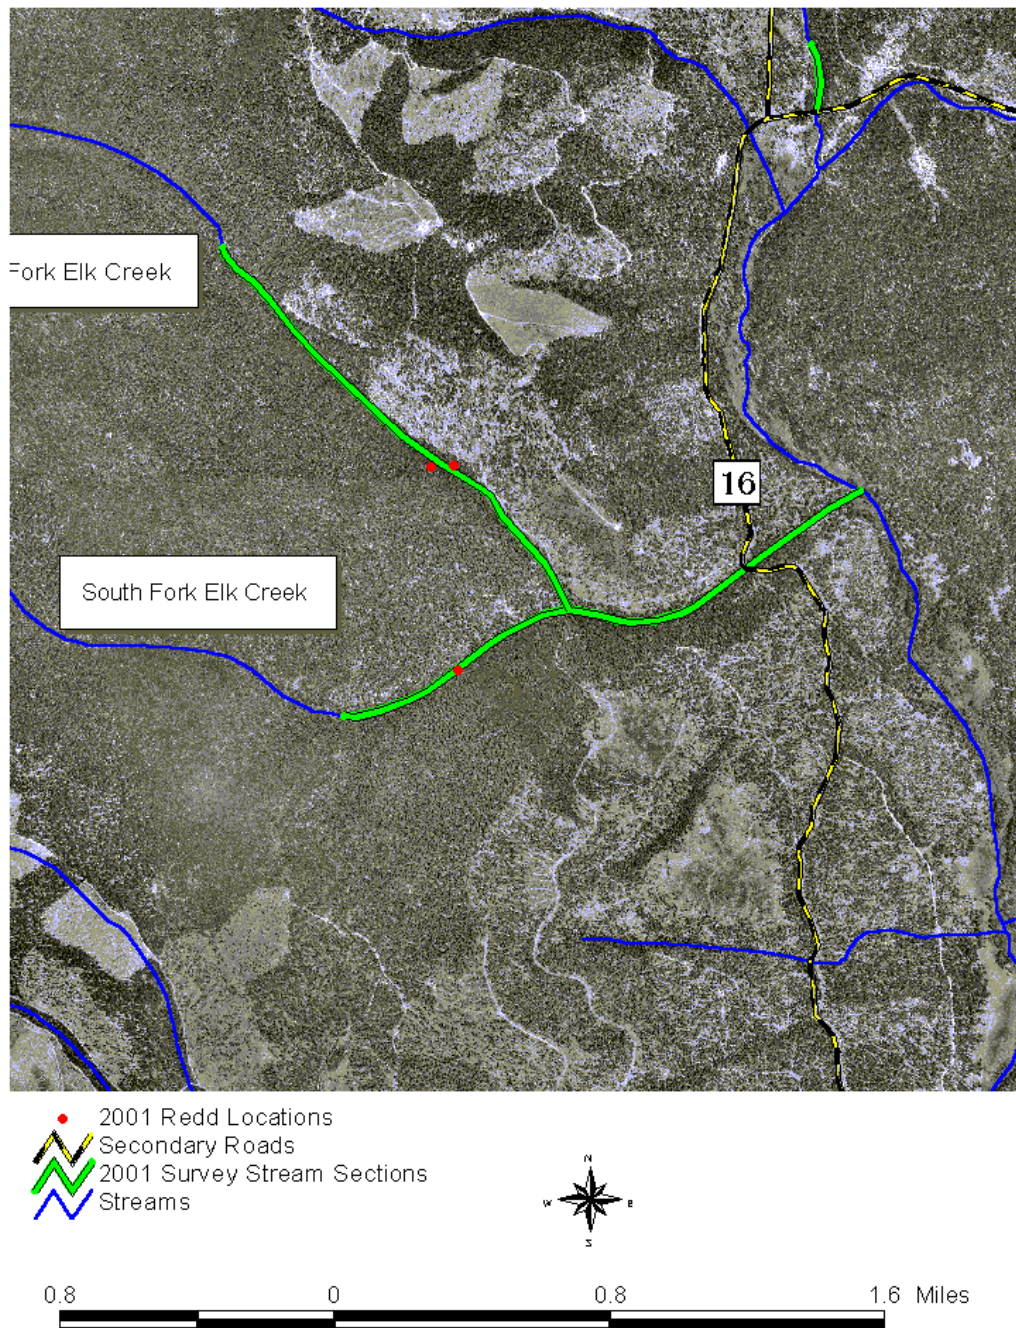 Fork Elk Creek
16
South Fork Elk Creek
2001 Redd Locations
Secondary Roads
2001 Survey Stream Sections
Streams
N
W E
S
0.8 0 0.8 1.6 Miles